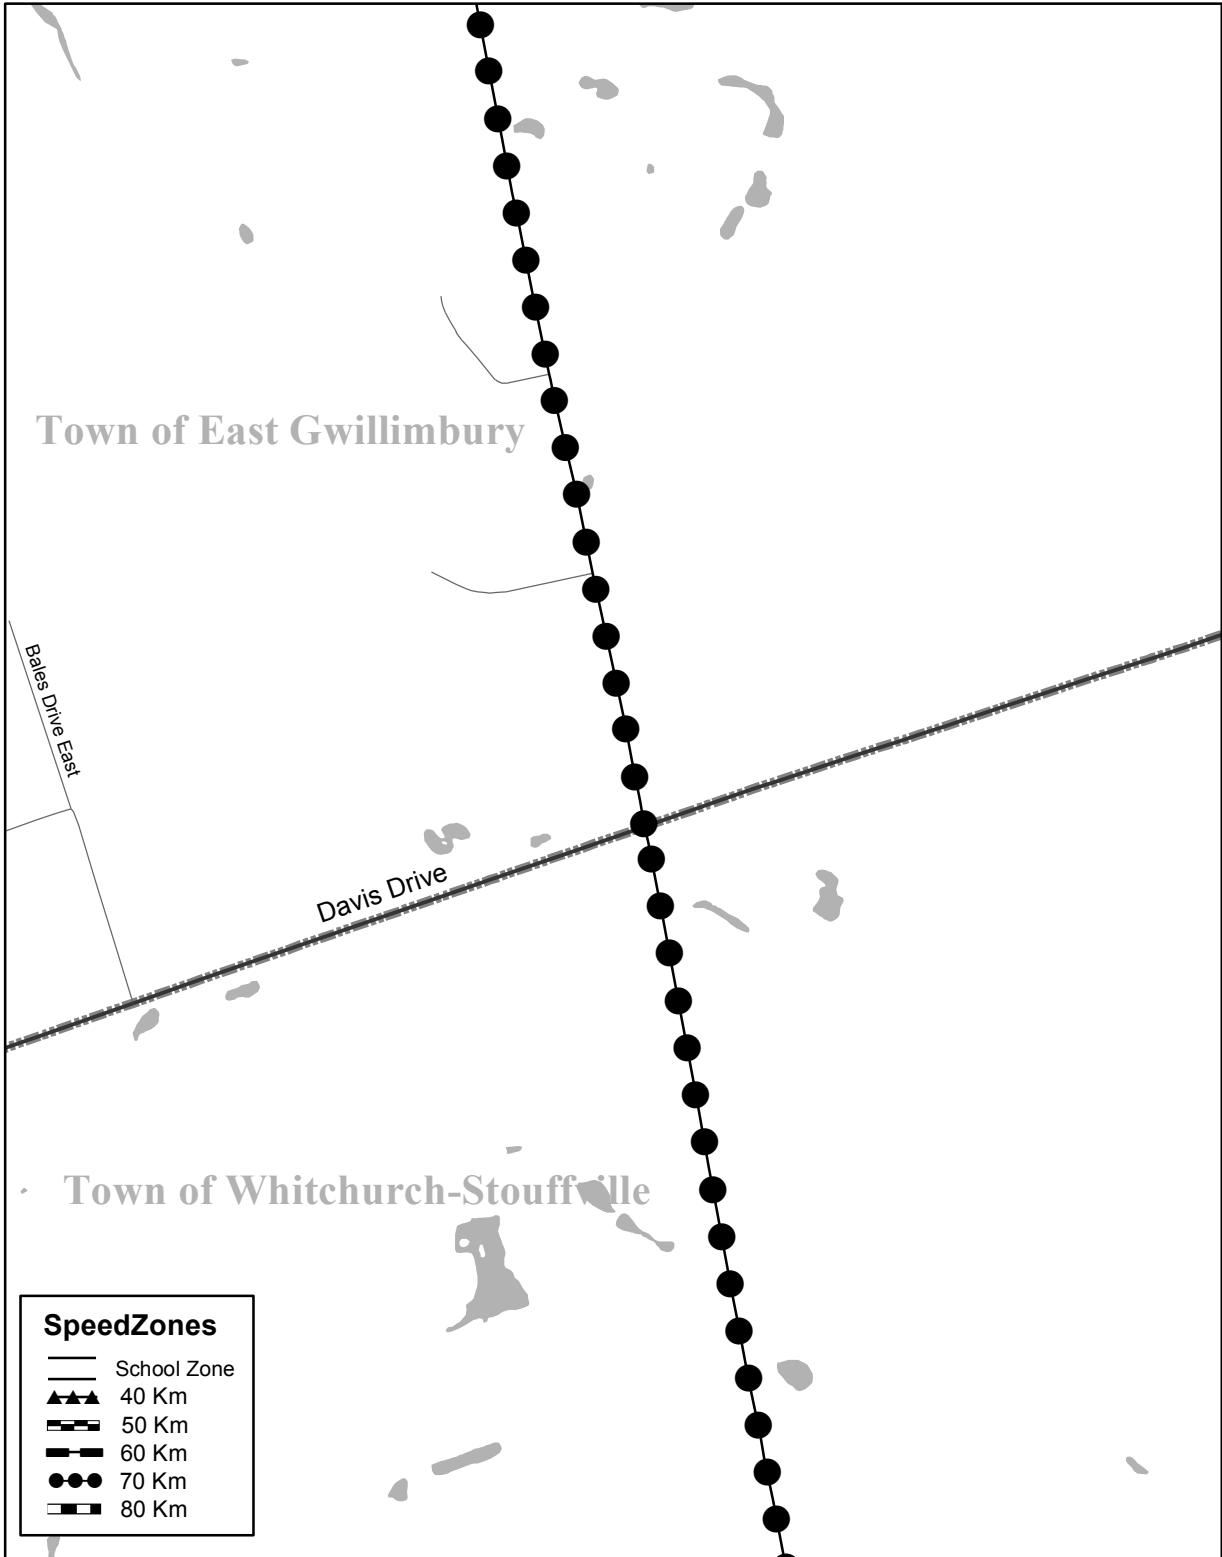 Town of East Gwillimbury
Bales Drive East
Davis Drive
Town of Whitchurch-Stouffville
SpeedZones
School Zone
40 Km
50 Km
60 Km
70 Km
80 Km